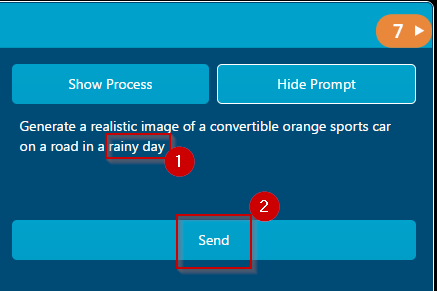 7
Show Process
Hide Prompt
Generate a realistic image of a convertible orange sports car
on a road in a rainy day
1
2
Send